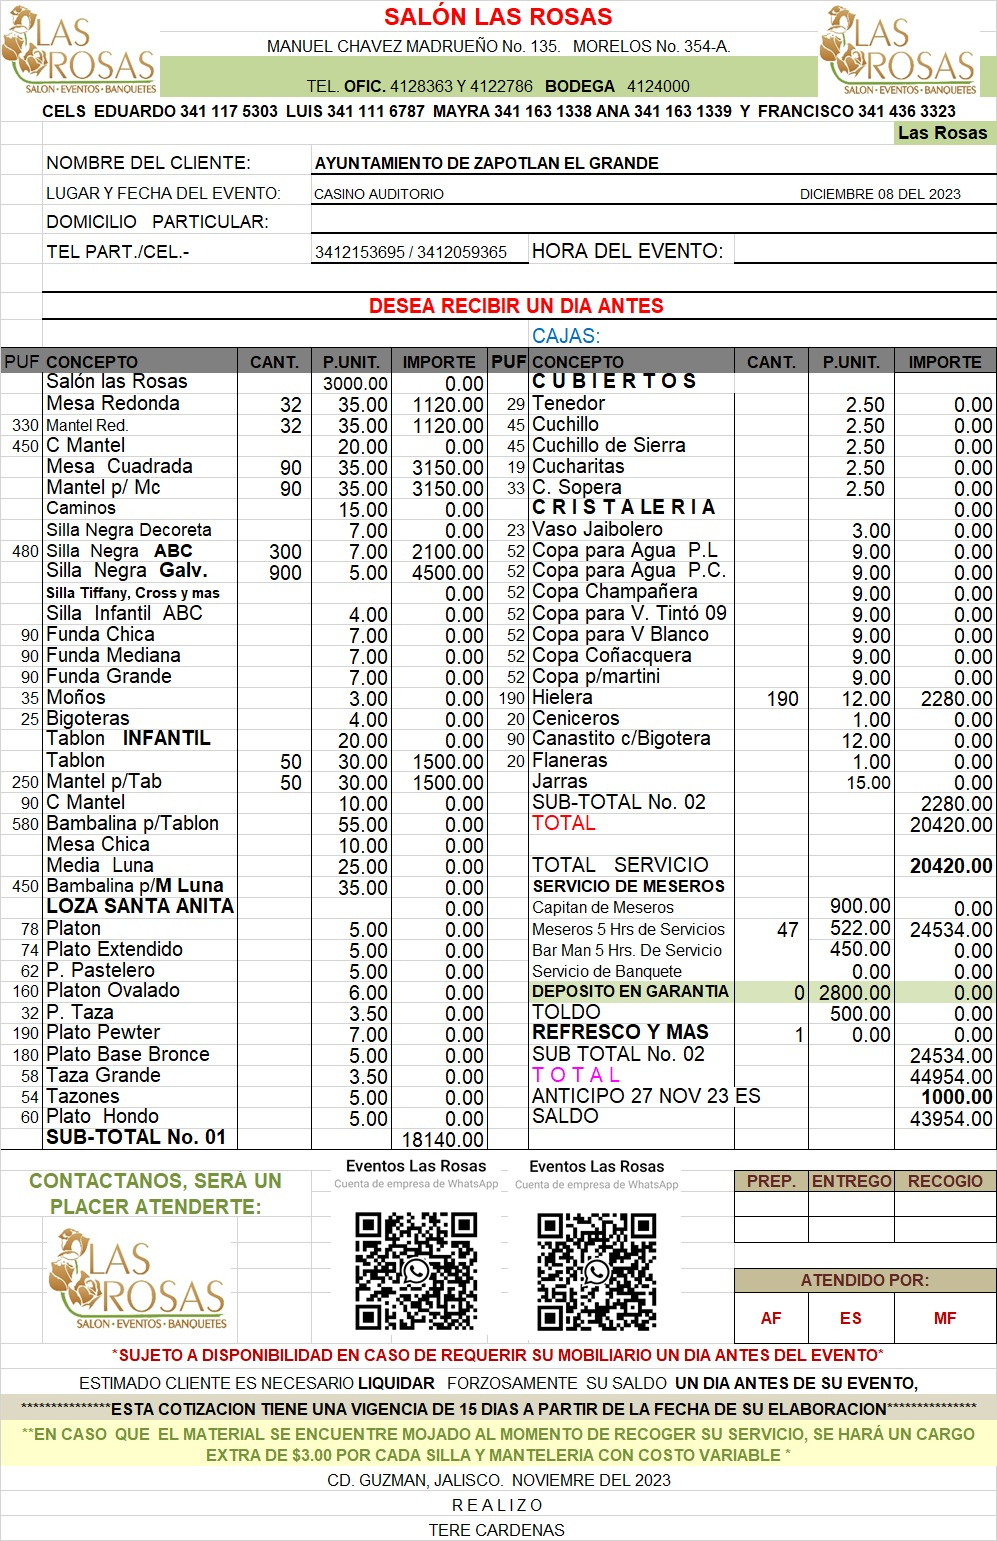 LAS ROSAS
SALON • EVENTOS • BANQUETES
SALÓN LAS ROSAS
LAS ROSAS
SALON • EVENTOS • BANQUETES
MANUEL CHAVEZ MADRUEÑO No. 135. MORELOS No. 354-A.
TEL. OFIC. 4128363 Y 4122786 BODEGA 4124000
CELS EDUARDO 341 117 5303 LUIS 341 111 6787 MAYRA 341 163 1338 ANA 341 163 1339 Y FRANCISCO 341 436 3323
Las Rosas
NOMBRE DEL CLIENTE: AYUNTAMIENTO DE ZAPOTLAN EL GRANDE
LUGAR Y FECHA DEL EVENTO: CASINO AUDITORIO DICIEMBRE 08 DEL 2023
DOMICILIO PARTICULAR:
TEL PART./CEL.- 3412153695 / 3412059365 HORA DEL EVENTO:
DESEA RECIBIR UN DIA ANTES
CAJAS:
PUF CONCEPTO CANT. P.UNIT. IMPORTE PUF CONCEPTO CANT. P.UNIT. IMPORTE
Salón las Rosas 3000.00 0.00 CUBIERTOS
Mesa Redonda 32 35.00 1120.00 29 Tenedor 2.50 0.00
330 Mantel Red. 32 35.00 1120.00 45 Cuchillo 2.50 0.00
450 C Mantel 20.00 0.00 45 Cuchillo de Sierra 2.50 0.00
Mesa Cuadrada 90 35.00 3150.00 19 Cucharitas 2.50 0.00
Mantel p/ Mc 90 35.00 3150.00 33 C. Sopera 2.50 0.00
Caminos 15.00 0.00 CRISTALERIA 0.00
Silla Negra Decoreta 7.00 0.00 23 Vaso Jaibolero 3.00 0.00
480 Silla Negra ABC 300 7.00 2100.00 52 Copa para Agua P.L 9.00 0.00
Silla Negra Galv. 900 5.00 4500.00 52 Copa para Agua P.C. 9.00 0.00
Silla Tiffany, Cross y mas 0.00 52 Copa Champañera 9.00 0.00
Silla Infantil ABC 4.00 0.00 52 Copa para V. Tintó 09 9.00 0.00
90 Funda Chica 7.00 0.00 52 Copa para V Blanco 9.00 0.00
90 Funda Mediana 7.00 0.00 52 Copa Coñacquera 9.00 0.00
90 Funda Grande 7.00 0.00 52 Copa p/martini 9.00 0.00
35 Moños 3.00 0.00 190 Hielera 190 12.00 2280.00
25 Bigoteras 4.00 0.00 20 Ceniceros 1.00 0.00
Tablon INFANTIL 20.00 0.00 90 Canastito c/Bigotera 12.00 0.00
Tablon 50 30.00 1500.00 20 Flaneras 1.00 0.00
250 Mantel p/Tab 50 30.00 1500.00 Jarras 15.00 0.00
90 C Mantel 10.00 0.00 SUB-TOTAL No. 02 2280.00
580 Bambalina p/Tablon 55.00 0.00 TOTAL 20420.00
Mesa Chica 10.00 0.00
Media Luna 25.00 0.00 TOTAL SERVICIO 20420.00
450 Bambalina p/M Luna 35.00 0.00 SERVICIO DE MESEROS
LOZA SANTA ANITA 0.00 Capitan de Meseros 900.00 0.00
78 Platon 5.00 0.00 Meseros 5 Hrs de Servicios 47 522.00 24534.00
74 Plato Extendido 5.00 0.00 Bar Man 5 Hrs. De Servicio 450.00 0.00
62 P. Pastelero 5.00 0.00 Servicio de Banquete 0.00 0.00
160 Platon Ovalado 6.00 0.00 DEPOSITO EN GARANTIA 0 2800.00 0.00
32 P. Taza 3.50 0.00 TOLDO 500.00 0.00
190 Plato Pewter 7.00 0.00 REFRESCO Y MAS 1 0.00 0.00
180 Plato Base Bronce 5.00 0.00 SUB TOTAL No. 02 24534.00
58 Taza Grande 3.50 0.00 TOTAL 44954.00
54 Tazones 5.00 0.00 ANTICIPO 27 NOV 23 ES 1000.00
60 Plato Hondo 5.00 0.00 SALDO 43954.00
SUB-TOTAL No. 01 18140.00
CONTACTANOS, SERÁ UN
PLACER ATENDERTE:
LAS ROSAS
SALON • EVENTOS • BANQUETES
Eventos Las Rosas
Cuenta de empresa de WhatsApp
Eventos Las Rosas
Cuenta de empresa de WhatsApp
PREP. ENTREGO RECOGIO
ATENDIDO POR:
AF ES MF
*SUJETO A DISPONIBILIDAD EN CASO DE REQUERIR SU MOBILIARIO UN DIA ANTES DEL EVENTO*
ESTIMADO CLIENTE ES NECESARIO LIQUIDAR FORZOSAMENTE SU SALDO UN DIA ANTES DE SU EVENTO,
***************ESTA COTIZACION TIENE UNA VIGENCIA DE 15 DIAS A PARTIR DE LA FECHA DE SU ELABORACION***************
**EN CASO QUE EL MATERIAL SE ENCUENTRE MOJADO AL MOMENTO DE RECOGER SU SERVICIO, SE HARÁ UN CARGO
EXTRA DE $3.00 POR CADA SILLA Y MANTELERIA CON COSTO VARIABLE *
CD. GUZMAN, JALISCO. NOVIEMRE DEL 2023
REALIZO
TERE CARDENAS